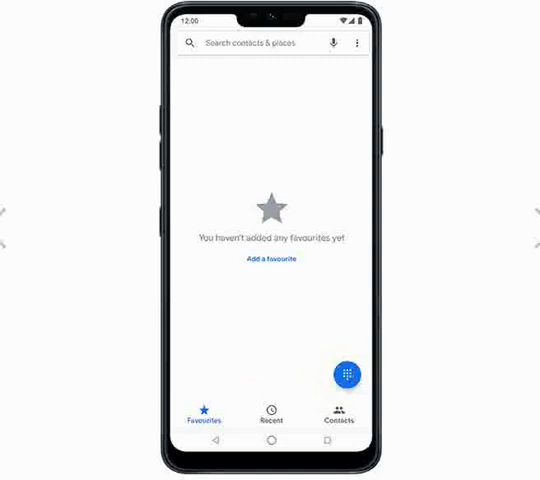 12:00
Search contacts & places
You haven't added any favourites yet
Add a favourite
Favourites
Recent
Contacts